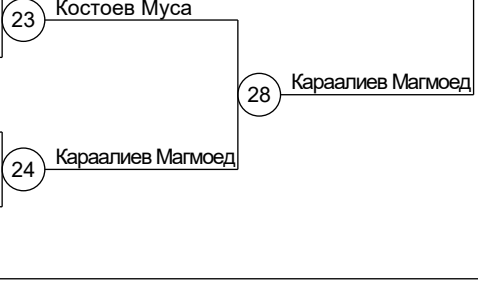 23 Костоев Муса
28 Караалиев Магмоед
24 Караалиев Магмоед